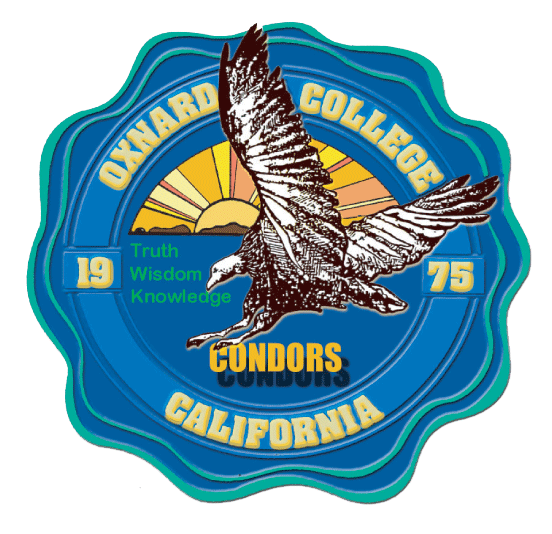 OXNARD COLLEGE
19 75
Truth
Wisdom
Knowledge
CONDORS
CALIFORNIA